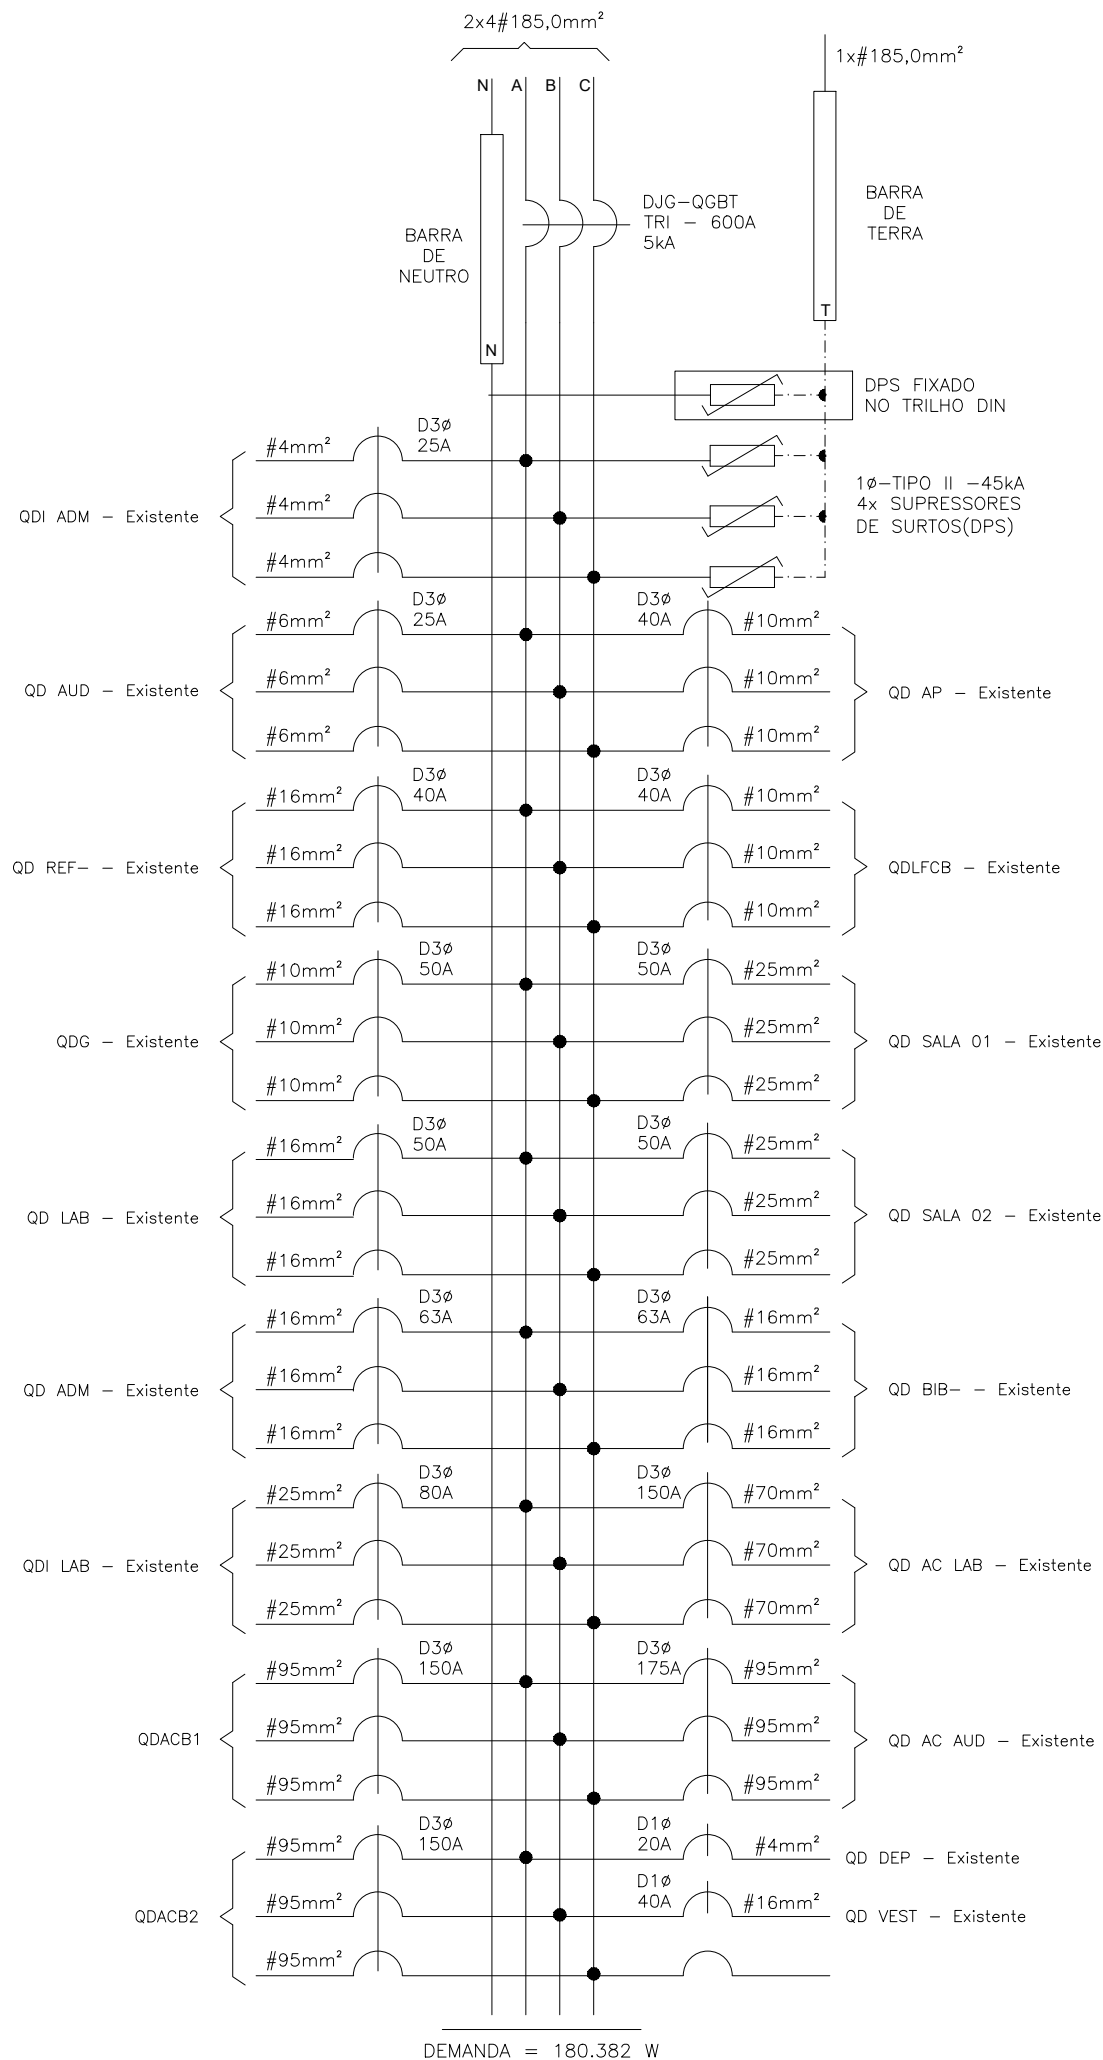 2x4#185,0mm²
1x#185,0mm²
N A B C
DJG-QGBT
TRI - 600A
5kA
BARRA
DE
TERRA
BARRA
DE
NEUTRO
T
N
DPS FIXADO
NO TRILHO DIN
D3ø
25A
#4mm²
#4mm²
#4mm²
QDI ADM - Existente
1ø-TIPO II -45kA
4x SUPRESSORES
DE SURTOS(DPS)
D3ø
25A
#6mm²
#6mm²
#6mm²
QD AUD - Existente
D3ø
40A
#10mm²
#10mm²
#10mm²
QD AP - Existente
D3ø
40A
#16mm²
#16mm²
#16mm²
QD REF- - Existente
D3ø
40A
#10mm²
#10mm²
#10mm²
QDLFCB - Existente
D3ø
50A
#10mm²
#10mm²
#10mm²
QDG - Existente
D3ø
50A
#25mm²
#25mm²
#25mm²
QD SALA 01 - Existente
D3ø
50A
#16mm²
#16mm²
#16mm²
QD LAB - Existente
D3ø
50A
#25mm²
#25mm²
#25mm²
QD SALA 02 - Existente
D3ø
63A
#16mm²
#16mm²
#16mm²
QD ADM - Existente
D3ø
63A
#16mm²
#16mm²
#16mm²
QD BIB- - Existente
D3ø
80A
#25mm²
#25mm²
#25mm²
QDI LAB - Existente
D3ø
150A
#70mm²
#70mm²
#70mm²
QD AC LAB - Existente
D3ø
150A
#95mm²
#95mm²
#95mm²
QDACB1
D3ø
175A
#95mm²
#95mm²
#95mm²
QD AC AUD - Existente
D3ø
150A
#95mm²
#95mm²
#95mm²
QDACB2
D1ø
20A
#4mm²
QD DEP - Existente
D1ø
40A
#16mm²
QD VEST - Existente
DEMANDA = 180.382 W